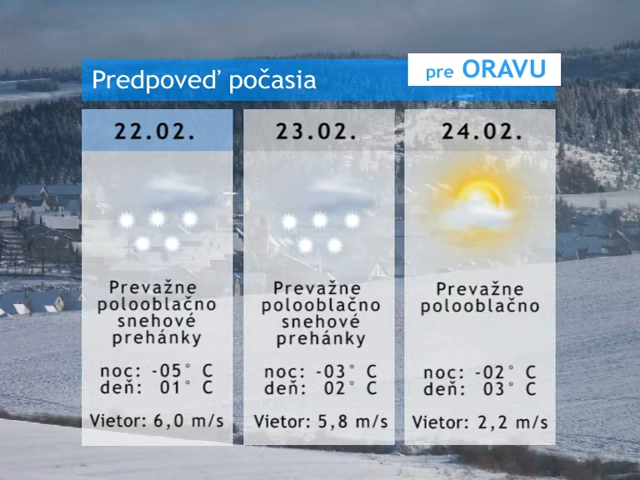 Predpoveď počasia
pre ORAVU
22.02.
Prevažne
polooblačno
snehové
prehánky
noc: -05° C
deň: 01° C
Vietor: 6,0 m/s
23.02.
Prevažne
polooblačno
snehové
prehánky
noc: -03° C
deň: 02° C
Vietor: 5,8 m/s
24.02.
Prevažne
polooblačno
noc: -02° C
deň: 03° C
Vietor: 2,2 m/s